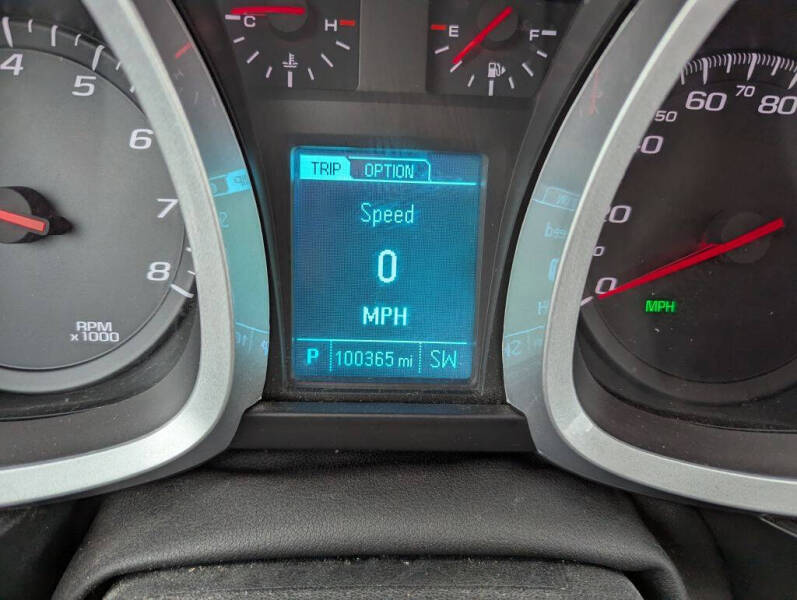 C H
E F
4 5 6 7 8
RPM
x1000
TRIP OPTION
Speed
0
MPH
P 100365 mi SW
0 20 60 80
50 70
MPH